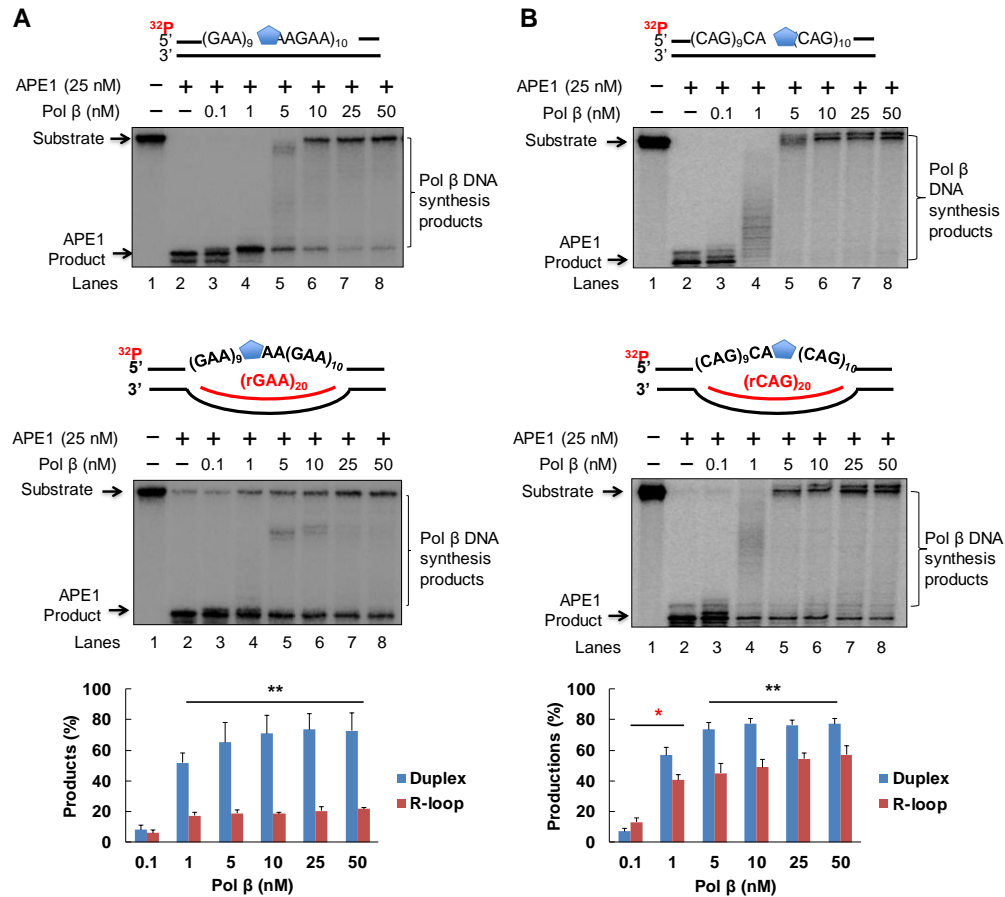 A
32P
5' (GAA)9 AAGAA)10
3'
APE1 (25 nM) – + + + + + + +
Pol β (nM) – – 0.1 1 5 10 25 50
Substrate
Pol β DNA
synthesis
products
APE1
Product
Lanes 1 2 3 4 5 6 7 8
32P
5' (GAA)9 AA(GAA)10
3' (rGAA)20
APE1 (25 nM) – + + + + + + +
Pol β (nM) – – 0.1 1 5 10 25 50
Substrate
Pol β DNA
synthesis
products
APE1
Product
Lanes 1 2 3 4 5 6 7 8
**
Products (%)
100
80
60
40
20
0
0.1 1 5 10 25 50
Pol β (nM)
Duplex
R-loop
B
32P
5' (CAG)9CA (CAG)10
3'
APE1 (25 nM) – + + + + + + +
Pol β (nM) – – 0.1 1 5 10 25 50
Substrate
Pol β
DNA
synthesis
products
APE1
Product
Lanes 1 2 3 4 5 6 7 8
32P
5' (CAG)9CA (CAG)10
3' (rCAG)20
APE1 (25 nM) – + + + + + + +
Pol β (nM) – – 0.1 1 5 10 25 50
Substrate
Pol β DNA
synthesis
products
APE1
Product
Lanes 1 2 3 4 5 6 7 8
* **
Productions (%)
100
80
60
40
20
0
0.1 1 5 10 25 50
Pol β (nM)
Duplex
R-loop